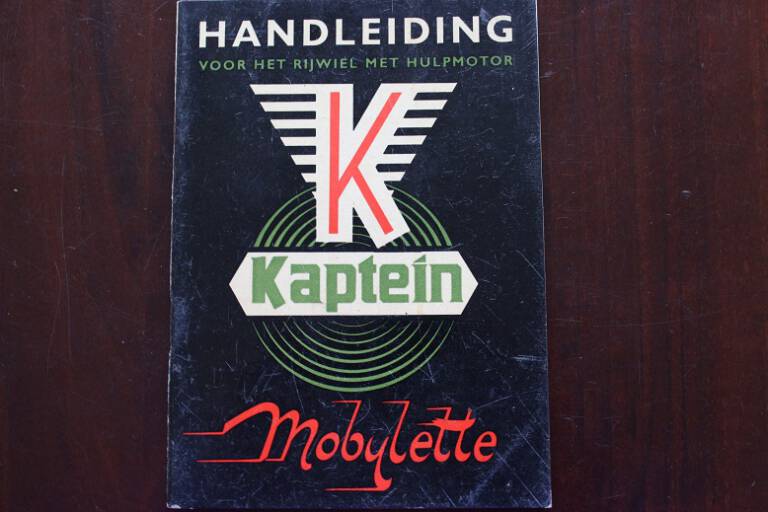 HANDLEIDING
VOOR HET RIJWIEL MET HULPMOTOR
K
Kaptein
Mobylette